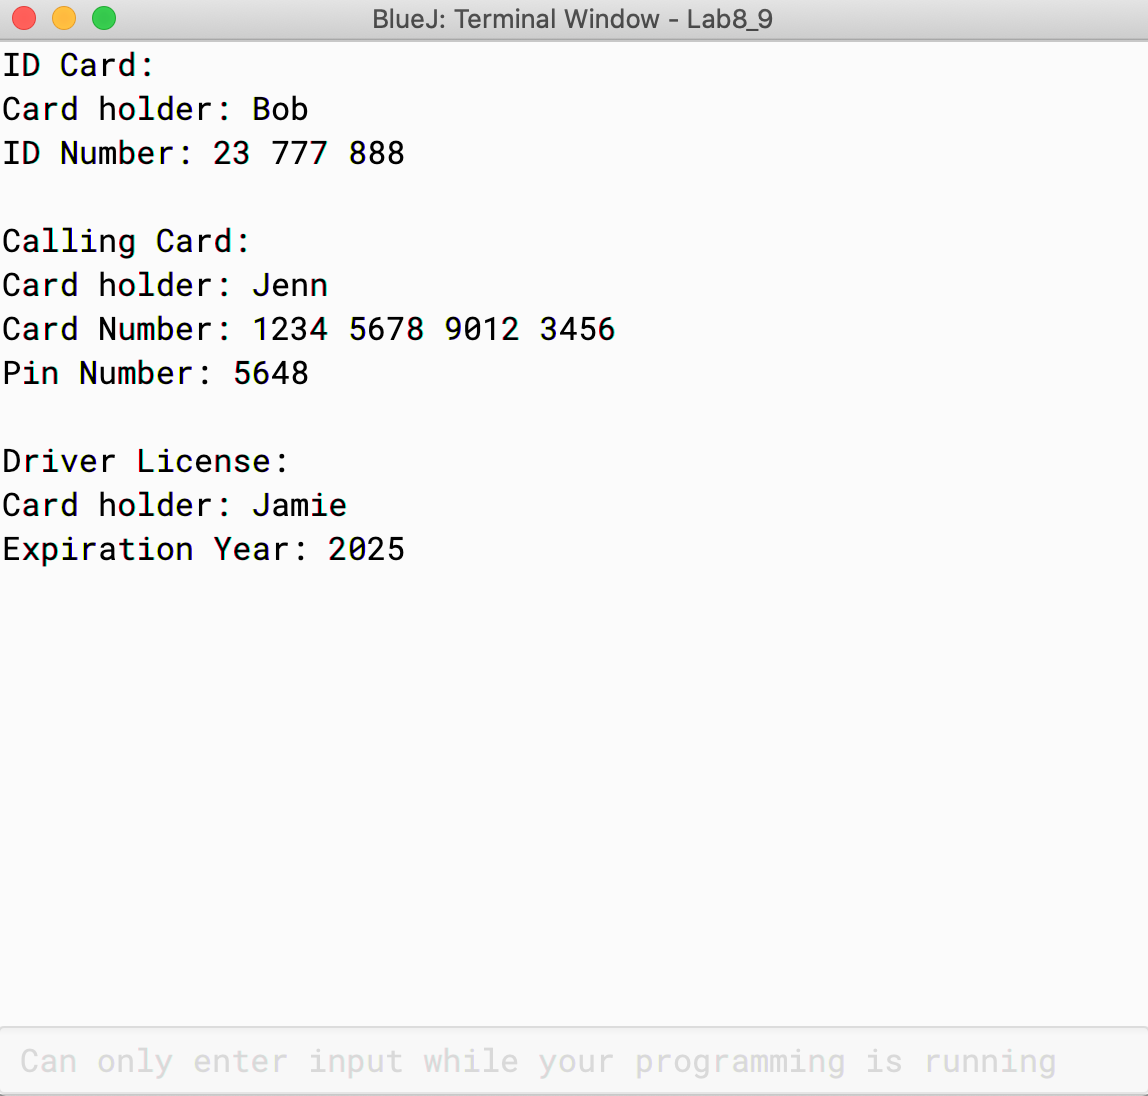 BlueJ: Terminal Window - Lab8_9
ID Card:
Card holder: Bob
ID Number: 23 777 888
Calling Card:
Card holder: Jenn
Card Number: 1234 5678 9012 3456
Pin Number: 5648
Driver License:
Card holder: Jamie
Expiration Year: 2025
Can only enter input while your programming is running